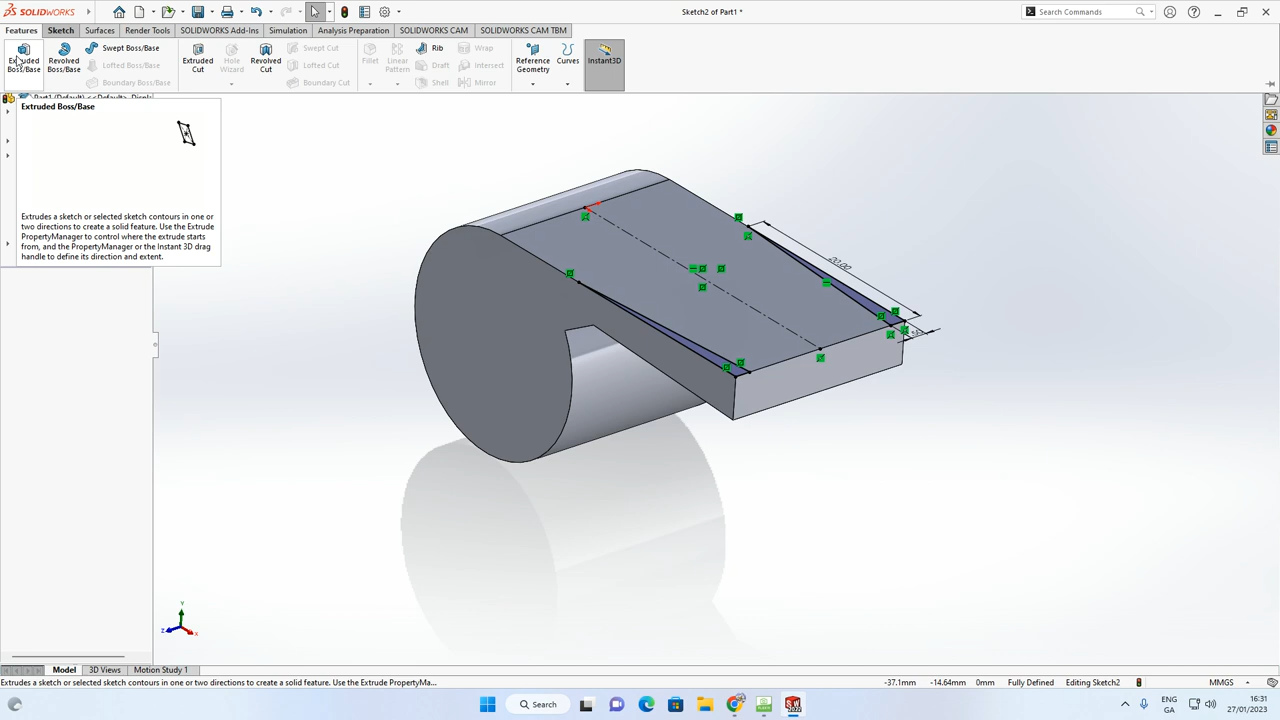 SOLIDWORKS
Sketch2 of Part1 *
Search Commands
Features
Sketch
Surfaces
Render Tools
SOLIDWORKS Add-Ins
Simulation
Analysis Preparation
SOLIDWORKS CAM
SOLIDWORKS CAM TBM
Extruded Boss/Base
Revolved Boss/Base
Swept Boss/Base
Lofted Boss/Base
Boundary Boss/Base
Extruded Cut
Hole Wizard
Revolved Cut
Swept Cut
Lofted Cut
Boundary Cut
Fillet
Linear Pattern
Rib
Draft
Shell
Wrap
Intersect
Mirror
Reference Geometry
Curves
Instant3D
Extruded Boss/Base
Extrudes a sketch or selected sketch contours in one or
two directions to create a solid feature. Use the Extrude
PropertyManager to control where the extrude starts
from, and the PropertyManager or the Instant 3D drag
handle to define its direction and extent.
20.00
Y
Z
X
Model
3D Views
Motion Study 1
Extrudes a sketch or selected sketch contours in one or two directions to create a solid feature. Use the Extrude PropertyMa...
-37.1mm
-14.64mm
0mm
Fully Defined
Editing Sketch2
MMGS
Search
ENG
GA
16:31
27/01/2023